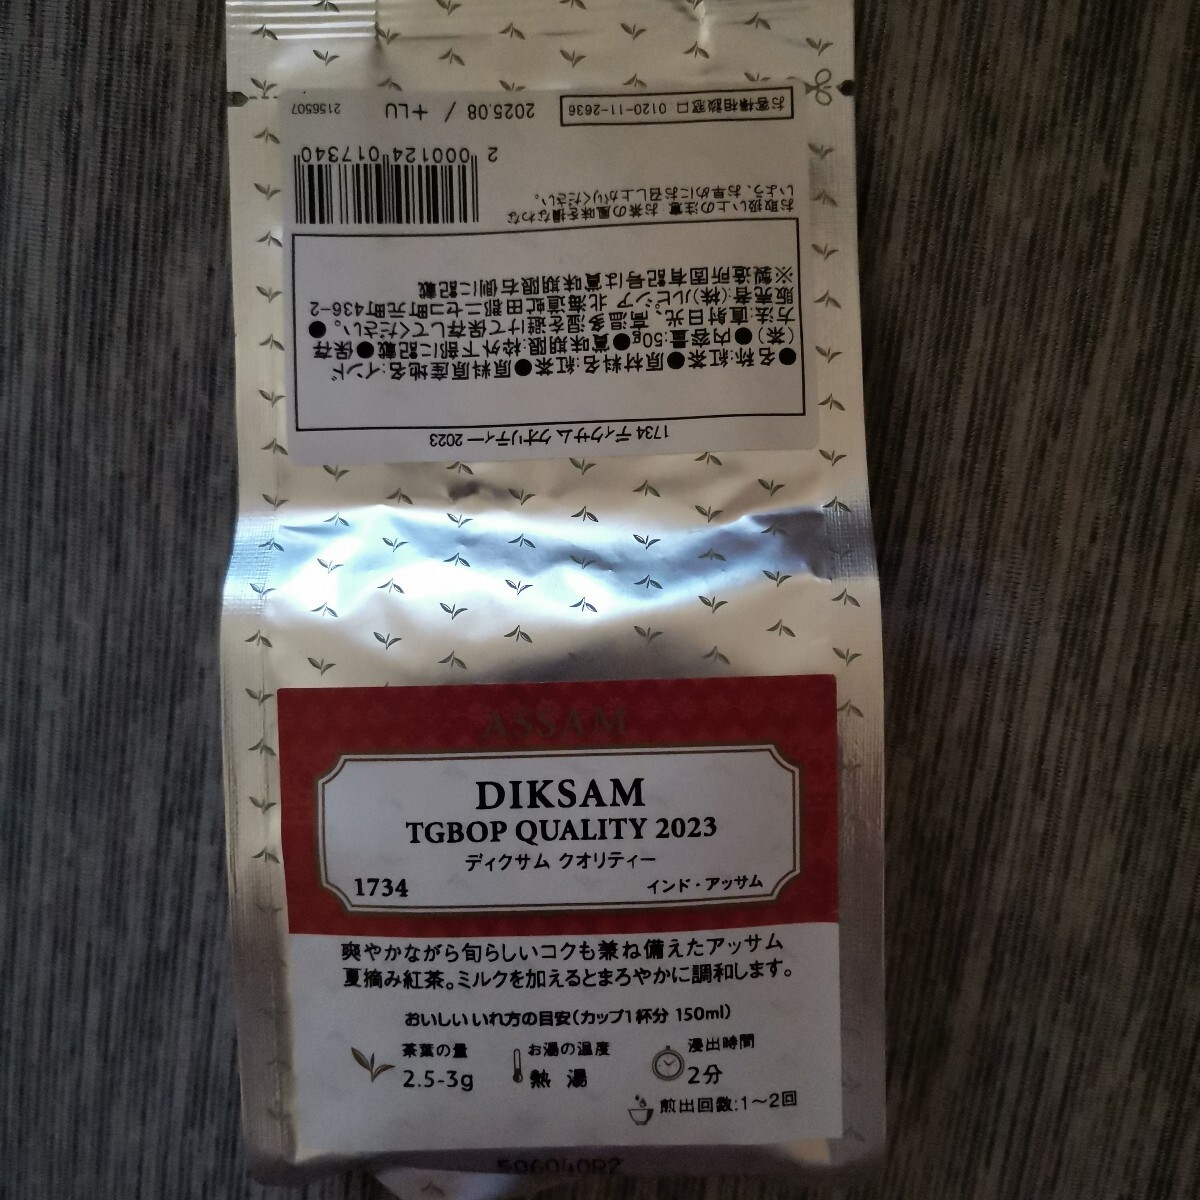 ASSAM
DIKSAM
TGBOP QUALITY 2023
ディクサム クオリティー
1734
インド・アッサム
爽やかながら旬らしいコクも兼ね備えたアッサム
夏摘み紅茶。ミルクを加えるとまろやかに調和します。
おいしいいれ方の目安(カップ1杯分 150ml)
茶葉の量
2.5-3g
お湯の温度
熱湯
浸出時間
2分
煎出回数:1〜2回
506040R2
1734 ディクサム クオリティー 2023
●名称:紅茶●原材料名:紅茶●原料原産地名:インド
(茶)●内容量:50g●賞味期限:枠外下部に記載●保存
方法:直射日光、高温多湿を避けて保存してください。●
販売者:(株)ルピシア 北海道虻田郡ニセコ町元町436-2
※製造所固有記号は賞味期限右側に記載
お取扱い上の注意:お茶の風味を損なわな
いよう、お早めにお召し上がりください。
2 000124 017340
お客様相談窓口 0120-11-2636
2025.08 / +LU
2156507